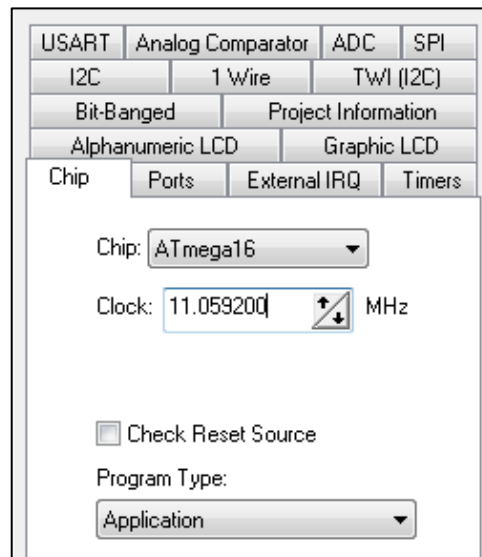 USART Analog Comparator ADC SPI
I2C 1 Wire TWI (I2C)
Bit-Banged Project Information
Alphanumeric LCD Graphic LCD
Chip Ports External IRQ Timers
Chip: ATmega16
Clock: 11.059200 MHz
Check Reset Source
Program Type:
Application